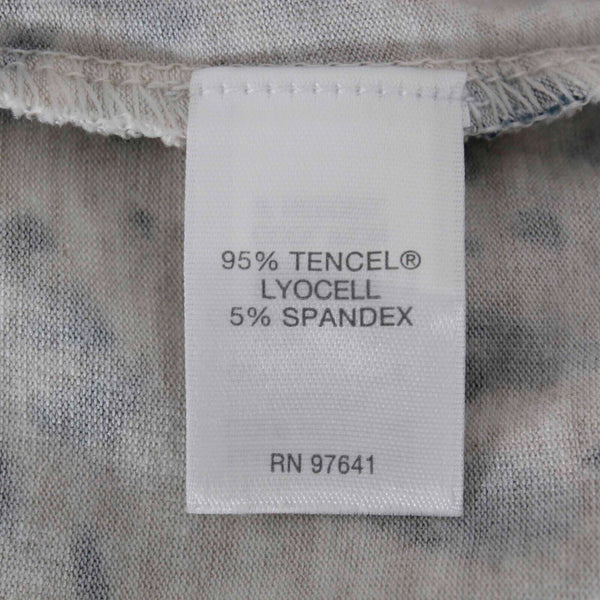 95% TENCEL®
LYOCELL
5% SPANDEX
RN 97641